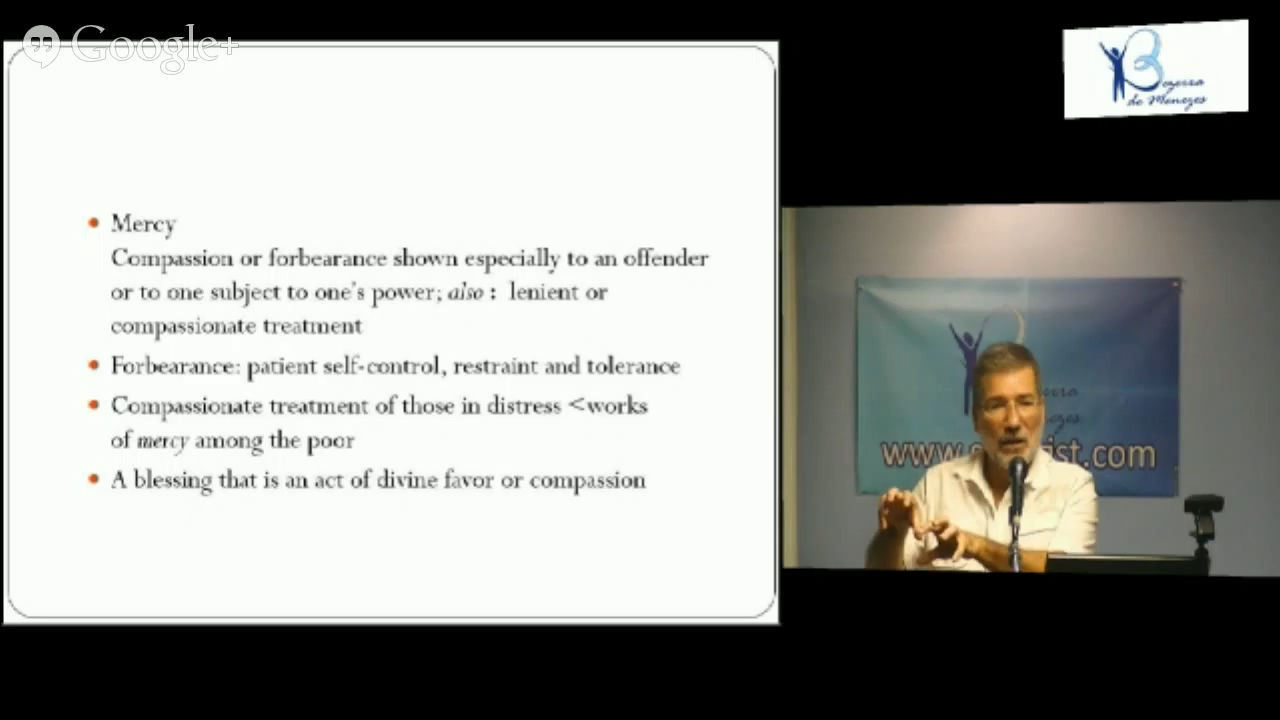 Google+
Bezerra
de Menezes
Mercy
Compassion or forbearance shown especially to an offender
or to one subject to one's power; also : lenient or
compassionate treatment
Forbearance: patient self-control, restraint and tolerance
Compassionate treatment of those in distress <works
of mercy among the poor
A blessing that is an act of divine favor or compassion